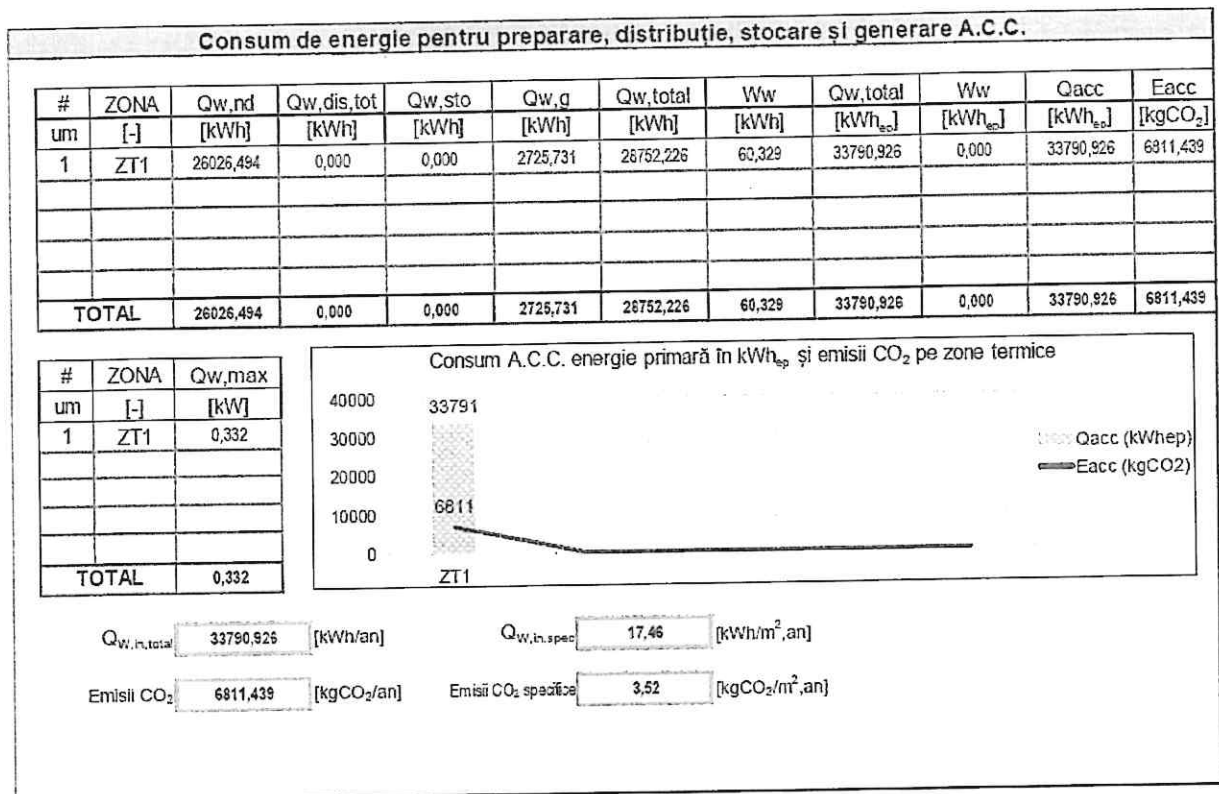 Consum de energie pentru preparare, distribuție, stocare și generare A.C.C.
# ZONA Qw,nd Qw,dis,tot Qw,sto Qw,g Qw,total Ww Qw,total Ww Qacc Eacc
um [-] [kWh] [kWh] [kWh] [kWh] [kWh] [kWh] [kWhep] [kWhep] [kWhep] [kgCO2]
1 ZT1 26026,494 0,000 0,000 2725,731 28752,226 60,329 33790,926 0,000 33790,926 6811,439
TOTAL 26026,494 0,000 0,000 2725,731 28752,226 60,329 33790,926 0,000 33790,926 6811,439
# ZONA Qw,max
um [-] [kW]
1 ZT1 0,332
TOTAL 0,332
Consum A.C.C. energie primară în kWhep și emisii CO2 pe zone termice
40000
30000
20000
10000
0
33791
6811
ZT1
Qacc (kWhep)
Eacc (kgCO2)
QW,in,total 33790,926 [kWh/an] QW,in,spec 17,46 [kWh/m²,an]
Emisii CO2 6811,439 [kgCO2/an] Emisii CO2 specifice 3,52 [kgCO2/m²,an]